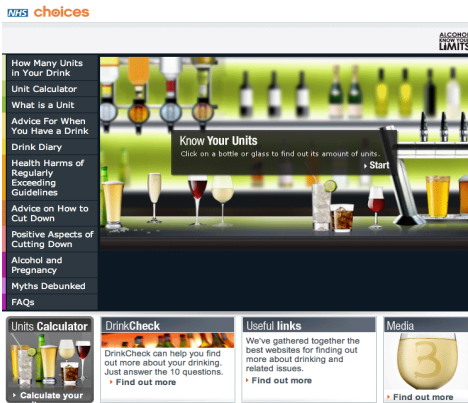 NHS choices
ALCOHOL
KNOW YOUR
LIMITS
How Many Units
in Your Drink
Unit Calculator
What is a Unit
Advice For When
You Have a Drink
Drink Diary
Health Harms of
Regularly
Exceeding
Guidelines
Advice on How to
Cut Down
Positive Aspects of
Cutting Down
Alcohol and
Pregnancy
Myths Debunked
FAQs
Know Your Units
Click on a bottle or glass to find out its amount of units.
Start
Units Calculator
Calculate your
DrinkCheck
DrinkCheck can help you find
out more about your drinking.
Just answer the 10 questions.
Find out more
Useful links
We've gathered together the
best websites for finding out
more about drinking and
related issues.
Find out more
Media
3
Find out more